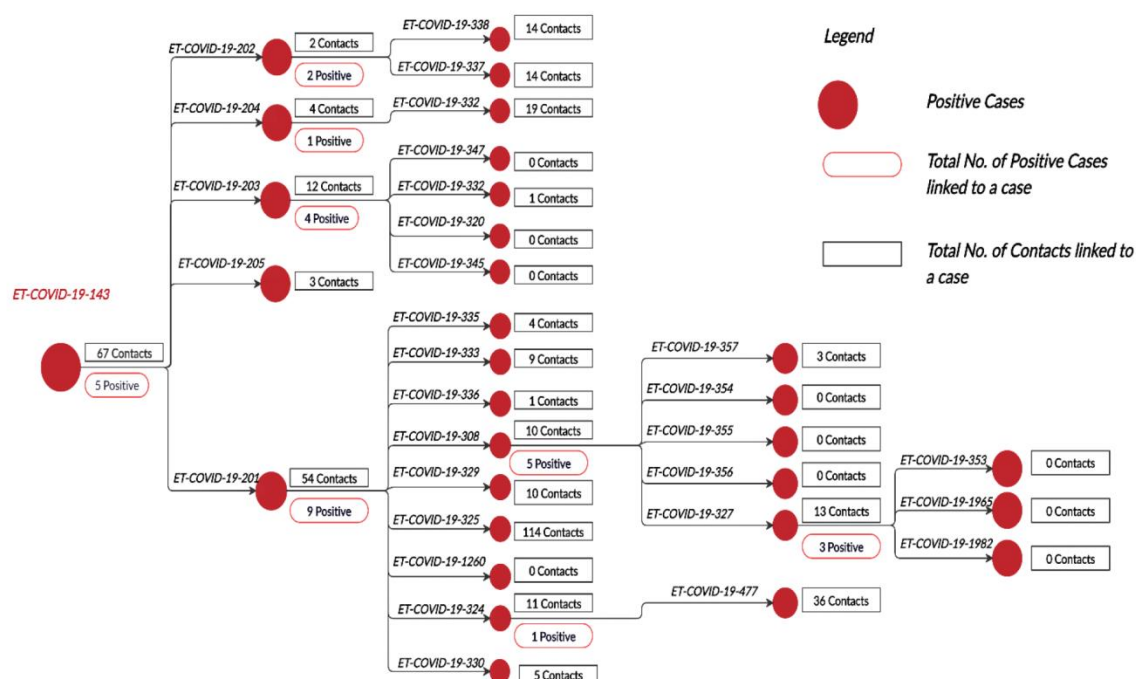 ET-COVID-19-338
14 Contacts
ET-COVID-19-202
2 Contacts
2 Positive
ET-COVID-19-337
14 Contacts
ET-COVID-19-204
4 Contacts
1 Positive
ET-COVID-19-332
19 Contacts
ET-COVID-19-347
0 Contacts
ET-COVID-19-203
12 Contacts
4 Positive
ET-COVID-19-332
1 Contacts
ET-COVID-19-320
0 Contacts
ET-COVID-19-345
0 Contacts
ET-COVID-19-205
3 Contacts
ET-COVID-19-143
67 Contacts
5 Positive
ET-COVID-19-335
4 Contacts
ET-COVID-19-333
9 Contacts
ET-COVID-19-336
1 Contacts
ET-COVID-19-308
10 Contacts
5 Positive
ET-COVID-19-201
54 Contacts
9 Positive
ET-COVID-19-329
10 Contacts
ET-COVID-19-325
114 Contacts
ET-COVID-19-1260
0 Contacts
ET-COVID-19-324
11 Contacts
1 Positive
ET-COVID-19-330
5 Contacts
ET-COVID-19-357
3 Contacts
ET-COVID-19-354
0 Contacts
ET-COVID-19-355
0 Contacts
ET-COVID-19-356
0 Contacts
ET-COVID-19-327
13 Contacts
3 Positive
ET-COVID-19-477
36 Contacts
ET-COVID-19-353
0 Contacts
ET-COVID-19-1965
0 Contacts
ET-COVID-19-1982
0 Contacts
Legend
Positive Cases
Total No. of Positive Cases
linked to a case
Total No. of Contacts linked to
a case